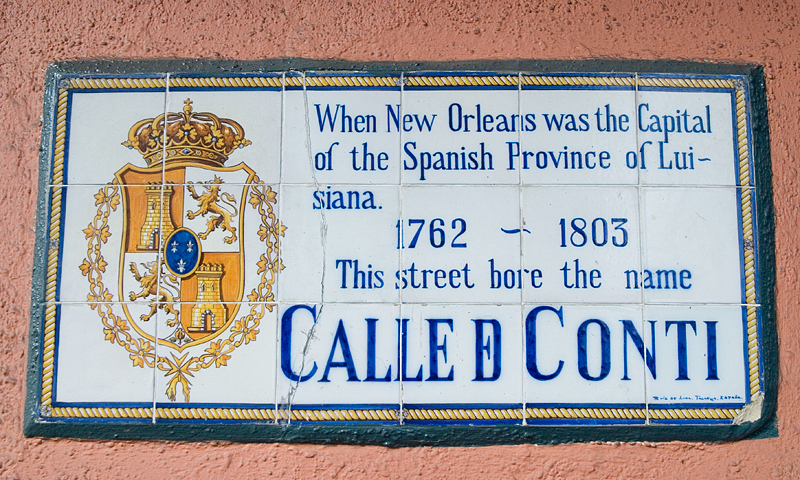 When New Orleans was the Capital
of the Spanish Province of Lui~
siana.
1762 ~ 1803
This street bore the name
CALLE D CONTI